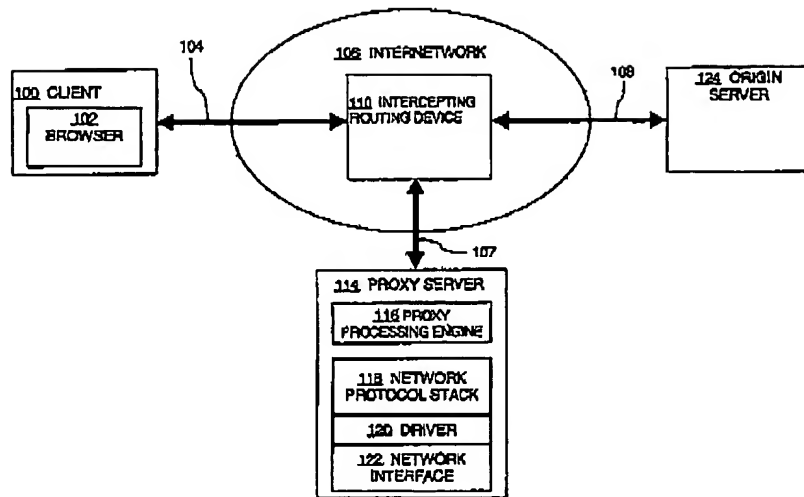 104
106 INTERNETWORK
100 CLIENT
102
BROWSER
110 INTERCEPTING
ROUTING DEVICE
108
124 ORIGIN
SERVER
107
114 PROXY SERVER
116 PROXY
PROCESSING ENGINE
118 NETWORK
PROTOCOL STACK
120 DRIVER
122 NETWORK
INTERFACE